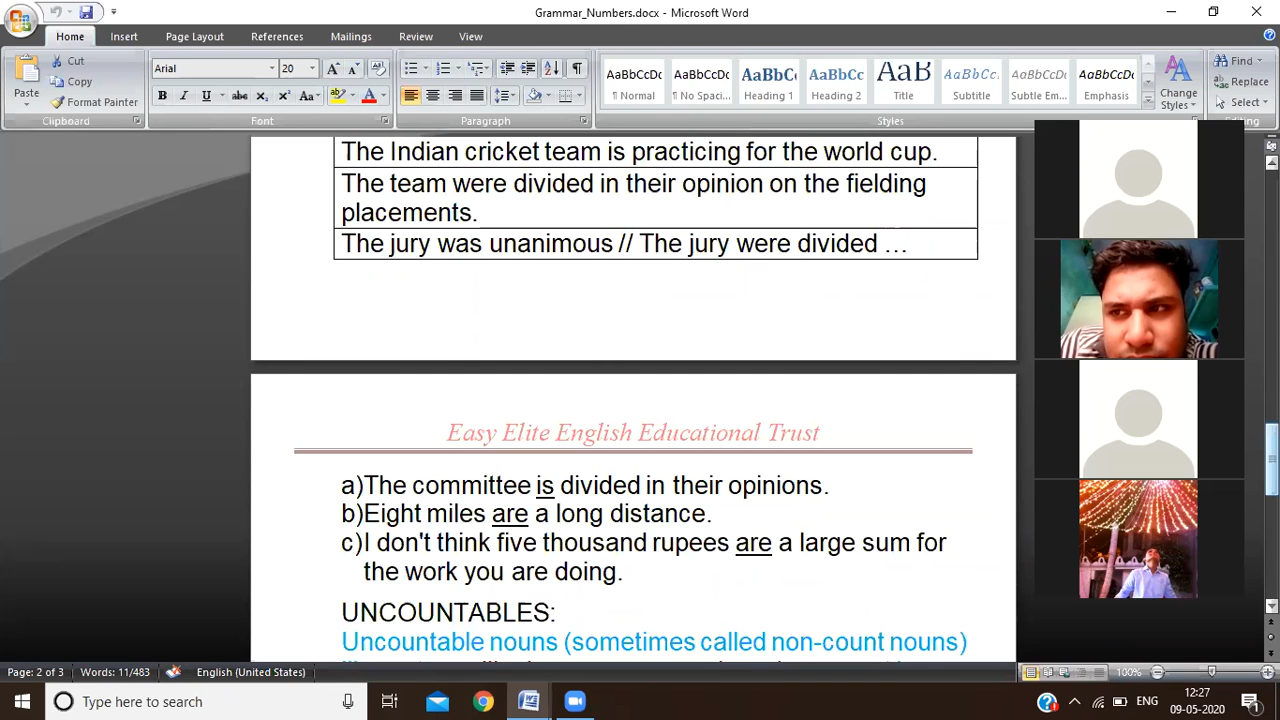 Grammar_Numbers.docx - Microsoft Word
Home Insert Page Layout References Mailings Review View
Paste Cut Copy Format Painter
Arial 20
AaBbCcDc AaBbCcDc AaBbCc AaBbCc AaB AaBbCc. AaBbCcDc AaBbCcDc
¶ Normal ¶ No Spaci... Heading 1 Heading 2 Title Subtitle Subtle Em... Emphasis
Change Styles
Find
Replace
Select
Clipboard Font Paragraph Styles Editing
The Indian cricket team is practicing for the world cup.
The team were divided in their opinion on the fielding
placements.
The jury was unanimous // The jury were divided …
Easy Elite English Educational Trust
a)The committee is divided in their opinions.
b)Eight miles are a long distance.
c)I don't think five thousand rupees are a large sum for
the work you are doing.
UNCOUNTABLES:
Uncountable nouns (sometimes called non-count nouns)
Page: 2 of 3 Words: 11/483 English (United States) 100%
Type here to search
ENG
12:27
09-05-2020